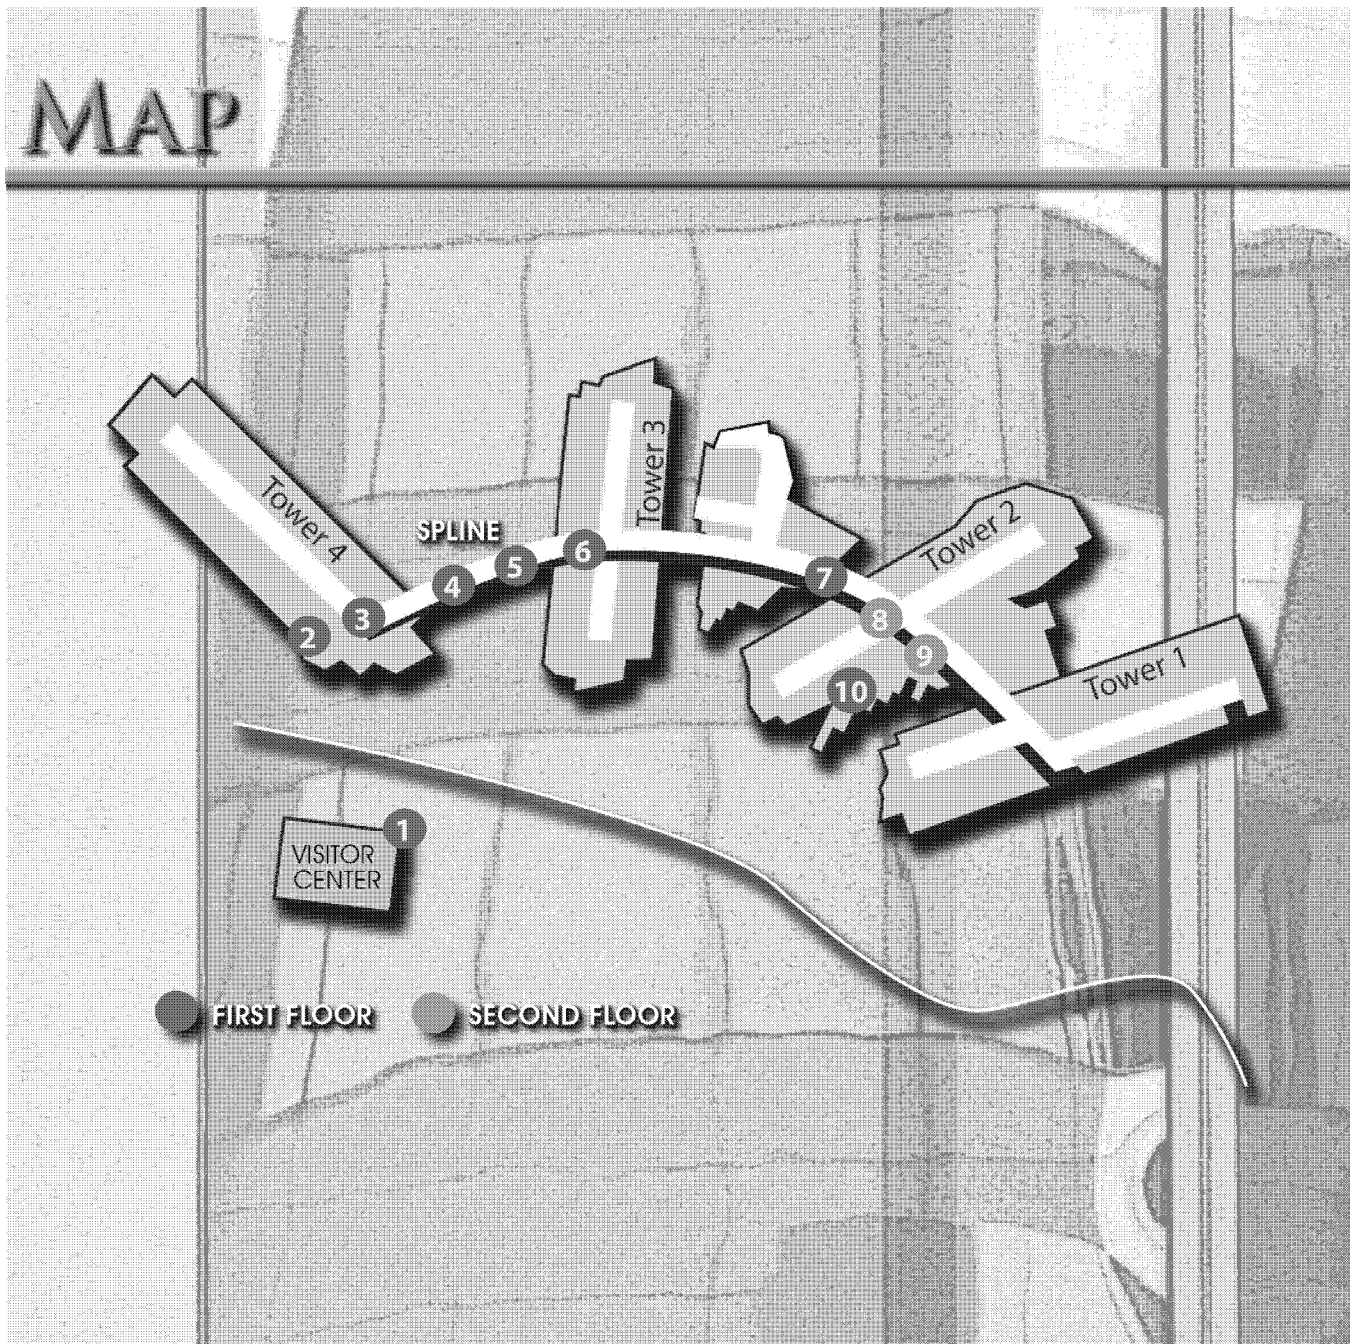 MAP
Tower 4
Tower 3
SPLINE
Tower 2
Tower 1
6
5
4
7
3
8
2
9
10
1
VISITOR
CENTER
FIRST FLOOR
SECOND FLOOR